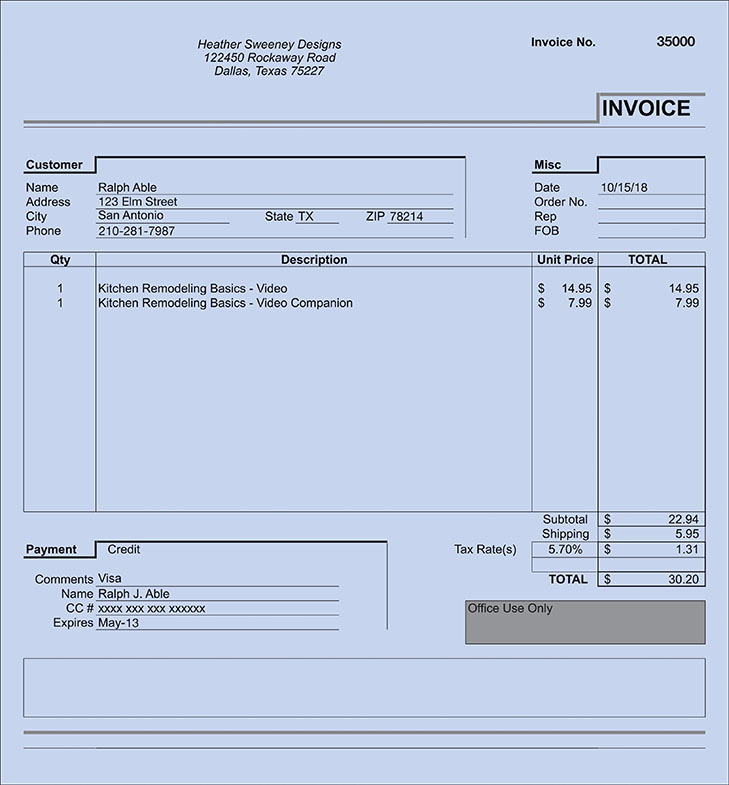 Heather Sweeney Designs
122450 Rockaway Road
Dallas, Texas 75227
Invoice No. 35000
INVOICE
Customer
Name Ralph Able
Address 123 Elm Street
City San Antonio State TX ZIP 78214
Phone 210-281-7987
Misc
Date 10/15/18
Order No.
Rep
FOB
Qty Description Unit Price TOTAL
1 Kitchen Remodeling Basics - Video $ 14.95 $ 14.95
1 Kitchen Remodeling Basics - Video Companion $ 7.99 $ 7.99
Subtotal $ 22.94
Shipping $ 5.95
Tax Rate(s) 5.70% $ 1.31
TOTAL $ 30.20
Payment Credit
Comments Visa
Name Ralph J. Able
CC # xxxx xxx xxx xxxxxx
Expires May-13
Office Use Only